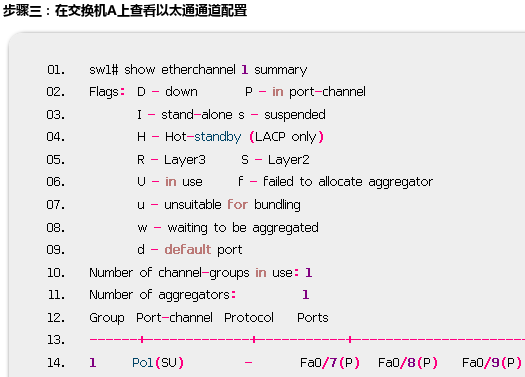 步骤三：在交换机A上查看以太通道配置
01. sw1# show etherchannel 1 summary
02. Flags: D - down P - in port-channel
03. I - stand-alone s - suspended
04. H - Hot-standby (LACP only)
05. R - Layer3 S - Layer2
06. U - in use f - failed to allocate aggregator
07. u - unsuitable for bundling
08. w - waiting to be aggregated
09. d - default port
10. Number of channel-groups in use: 1
11. Number of aggregators: 1
12. Group Port-channel Protocol Ports
13. ------+-------------+-----------+----------------------
14. 1 Po1(SU) - Fa0/7(P) Fa0/8(P) Fa0/9(P)